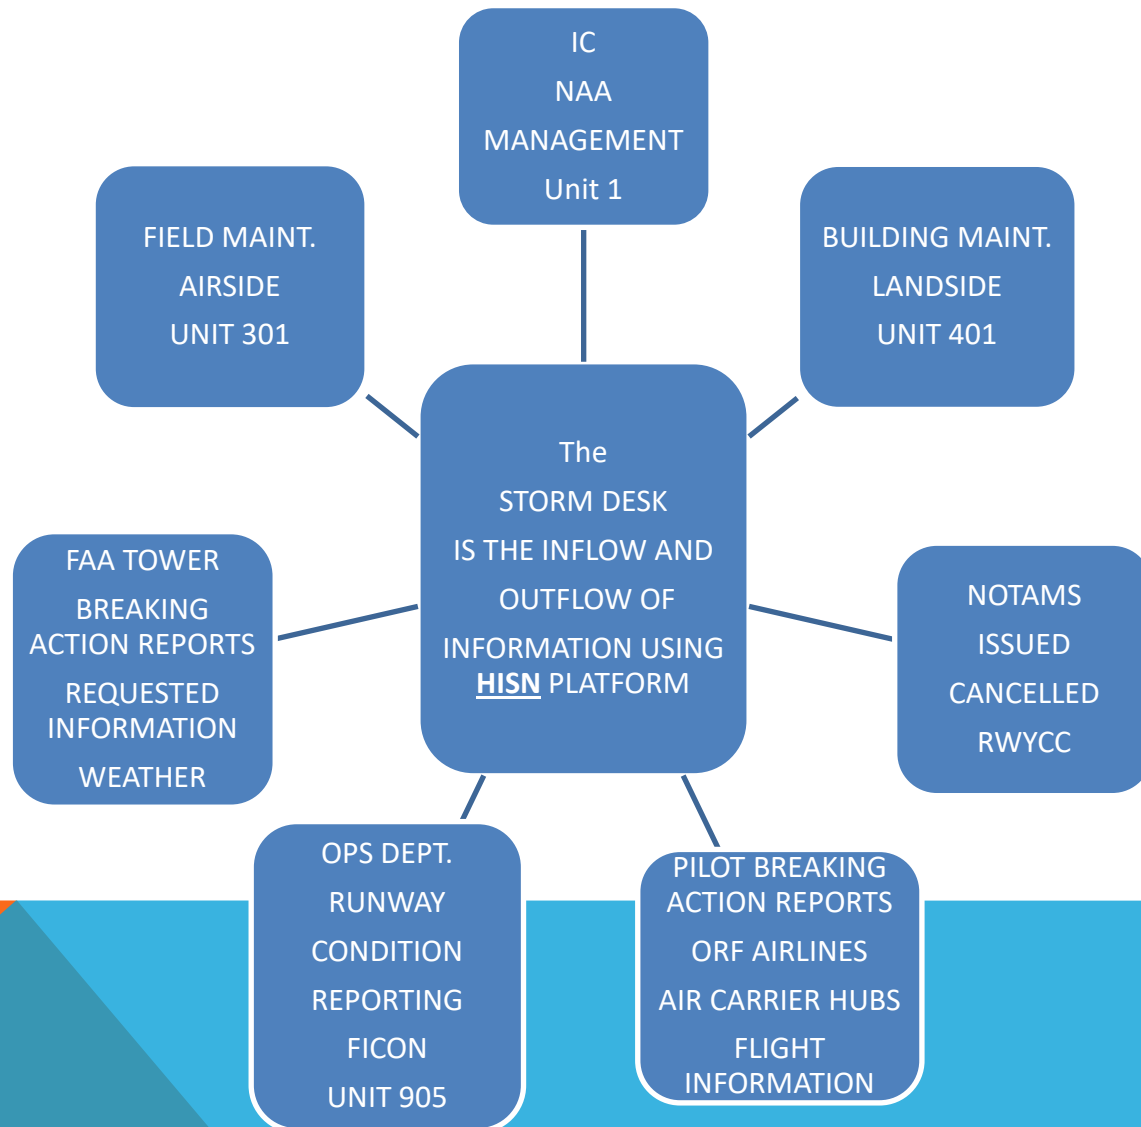 IC
NAA
MANAGEMENT
Unit 1
FIELD MAINT.
AIRSIDE
UNIT 301
BUILDING MAINT.
LANDSIDE
UNIT 401
The
STORM DESK
IS THE INFLOW AND
OUTFLOW OF
INFORMATION USING
HISN PLATFORM
FAA TOWER
BREAKING
ACTION REPORTS
REQUESTED
INFORMATION
WEATHER
NOTAMS
ISSUED
CANCELLED
RWYCC
OPS DEPT.
RUNWAY
CONDITION
REPORTING
FICON
UNIT 905
PILOT BREAKING
ACTION REPORTS
ORF AIRLINES
AIR CARRIER HUBS
FLIGHT
INFORMATION